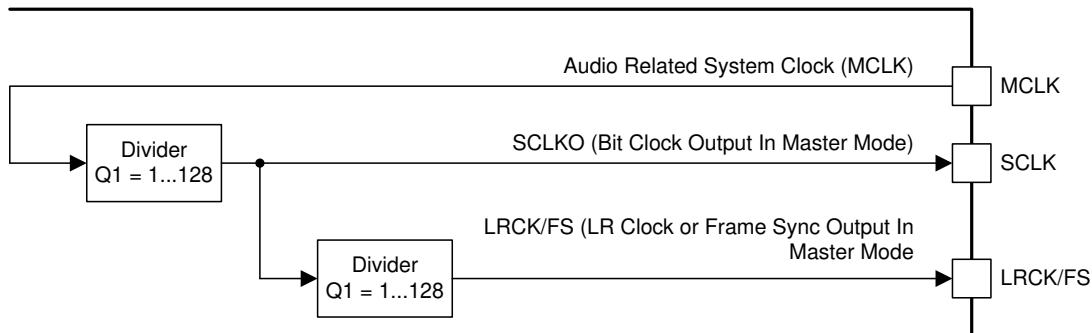 Audio Related System Clock (MCLK)
MCLK
Divider
Q1 = 1...128
SCLKO (Bit Clock Output In Master Mode)
SCLK
LRCK/FS (LR Clock or Frame Sync Output In
Master Mode
Divider
Q1 = 1...128
LRCK/FS